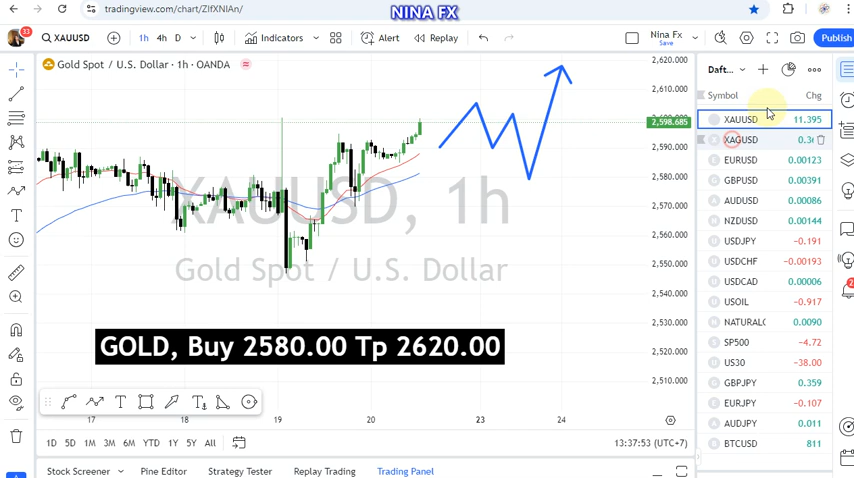 NINA FX
tradingview.com/chart/ZIfXNIAn/
33
XAUUSD
1h 4h D
Indicators
Alert
Replay
Nina Fx
Save
Publish
Gold Spot / U.S. Dollar · 1h · OANDA
XAUUSD, 1h
Gold Spot / U.S. Dollar
GOLD, Buy 2580.00 Tp 2620.00
2,620.000
2,610.000
2,598.685
2,590.000
2,580.000
2,570.000
2,560.000
2,550.000
2,540.000
2,530.000
2,520.000
2,510.000
17 18 19 20 23 24
1D 5D 1M 3M 6M YTD 1Y 5Y All
13:37:53 (UTC+7)
Stock Screener Pine Editor Strategy Tester Replay Trading Trading Panel
Daft...
Symbol Chg
XAUUSD 11.395
XAGUSD
EURUSD 0.00123
GBPUSD 0.00391
AUDUSD 0.00086
NZDUSD 0.00144
USDJPY -0.191
USDCHF -0.00193
USDCAD 0.00006
USOIL -0.917
NATURALG 0.0090
SP500 -4.72
US30 -38.00
GBPJPY 0.359
EURJPY -0.107
AUDJPY 0.011
BTCUSD 811